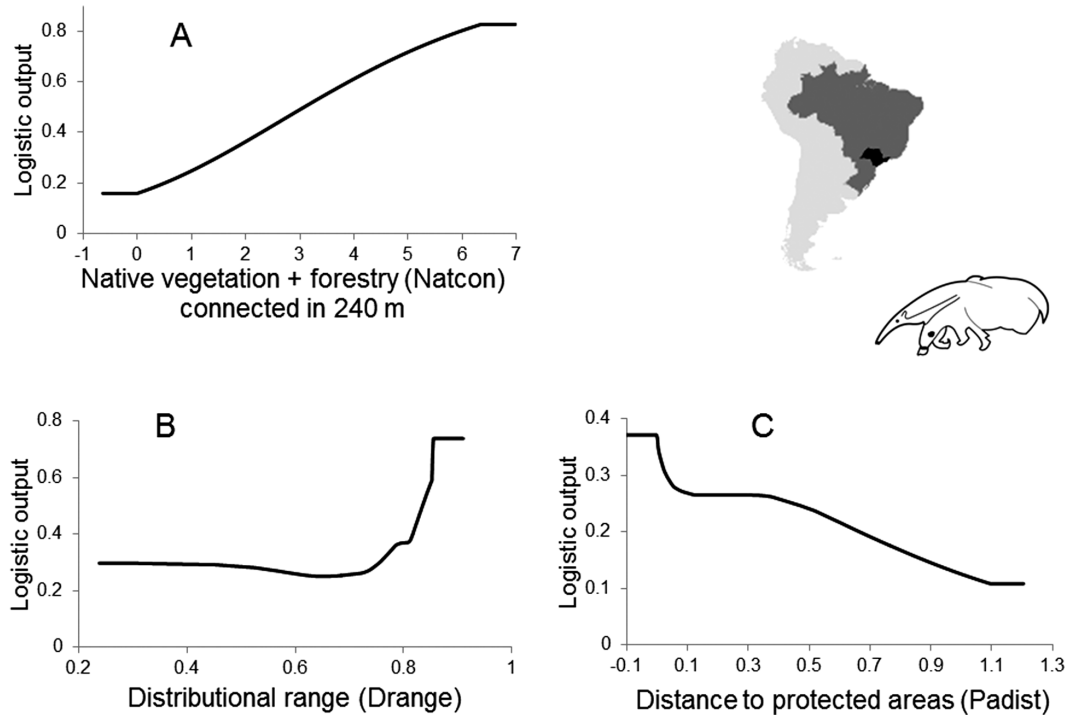 A
Logistic output
0.8
0.6
0.4
0.2
0
-1 0 1 2 3 4 5 6 7
Native vegetation + forestry (Natcon)
connected in 240 m
B
Logistic output
0.8
0.6
0.4
0.2
0
0.2 0.4 0.6 0.8 1
Distributional range (Drange)
C
Logistic output
0.4
0.3
0.2
0.1
0
-0.1 0.1 0.3 0.5 0.7 0.9 1.1 1.3
Distance to protected areas (Padist)